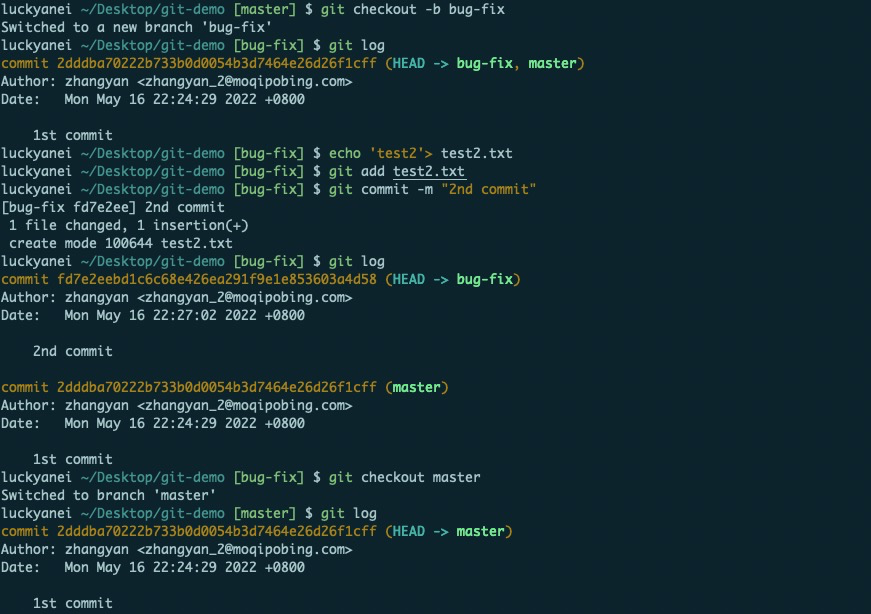 luckyanei ~/Desktop/git-demo [master] $ git checkout -b bug-fix
Switched to a new branch 'bug-fix'
luckyanei ~/Desktop/git-demo [bug-fix] $ git log
commit 2dddba70222b733b0d0054b3d7464e26d26f1cff (HEAD -> bug-fix, master)
Author: zhangyan <zhangyan_2@moqipobing.com>
Date:   Mon May 16 22:24:29 2022 +0800

    1st commit
luckyanei ~/Desktop/git-demo [bug-fix] $ echo 'test2'> test2.txt
luckyanei ~/Desktop/git-demo [bug-fix] $ git add test2.txt
luckyanei ~/Desktop/git-demo [bug-fix] $ git commit -m "2nd commit"
[bug-fix fd7e2ee] 2nd commit
 1 file changed, 1 insertion(+)
 create mode 100644 test2.txt
luckyanei ~/Desktop/git-demo [bug-fix] $ git log
commit fd7e2eebd1c6c68e426ea291f9e1e853603a4d58 (HEAD -> bug-fix)
Author: zhangyan <zhangyan_2@moqipobing.com>
Date:   Mon May 16 22:27:02 2022 +0800

    2nd commit

commit 2dddba70222b733b0d0054b3d7464e26d26f1cff (master)
Author: zhangyan <zhangyan_2@moqipobing.com>
Date:   Mon May 16 22:24:29 2022 +0800

    1st commit
luckyanei ~/Desktop/git-demo [bug-fix] $ git checkout master
Switched to branch 'master'
luckyanei ~/Desktop/git-demo [master] $ git log
commit 2dddba70222b733b0d0054b3d7464e26d26f1cff (HEAD -> master)
Author: zhangyan <zhangyan_2@moqipobing.com>
Date:   Mon May 16 22:24:29 2022 +0800

    1st commit